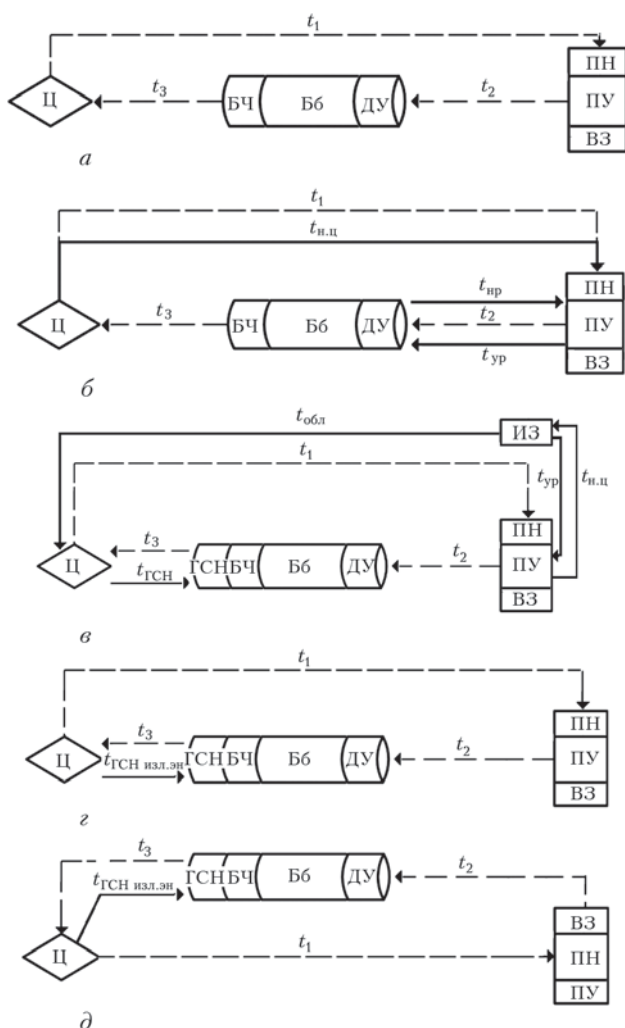 t1
ПН
t3
t2
Ц
БЧ
Бб
ДУ
ПУ
ВЗ
а
t1
tн.ц
tнр
ПН
t3
t2
Ц
БЧ
Бб
ДУ
ПУ
tур
ВЗ
б
tобл
ИЗ
t1
tур
tн.ц
ПН
t3
t2
Ц
ГСН
БЧ
Бб
ДУ
ПУ
tГСН
ВЗ
в
t1
ПН
t3
t2
Ц
ГСН
БЧ
Бб
ДУ
ПУ
tГСН изл.эн
ВЗ
г
t3
t2
tГСН изл.эн
ГСН
БЧ
Бб
ДУ
ВЗ
t1
Ц
ПН
ПУ
д